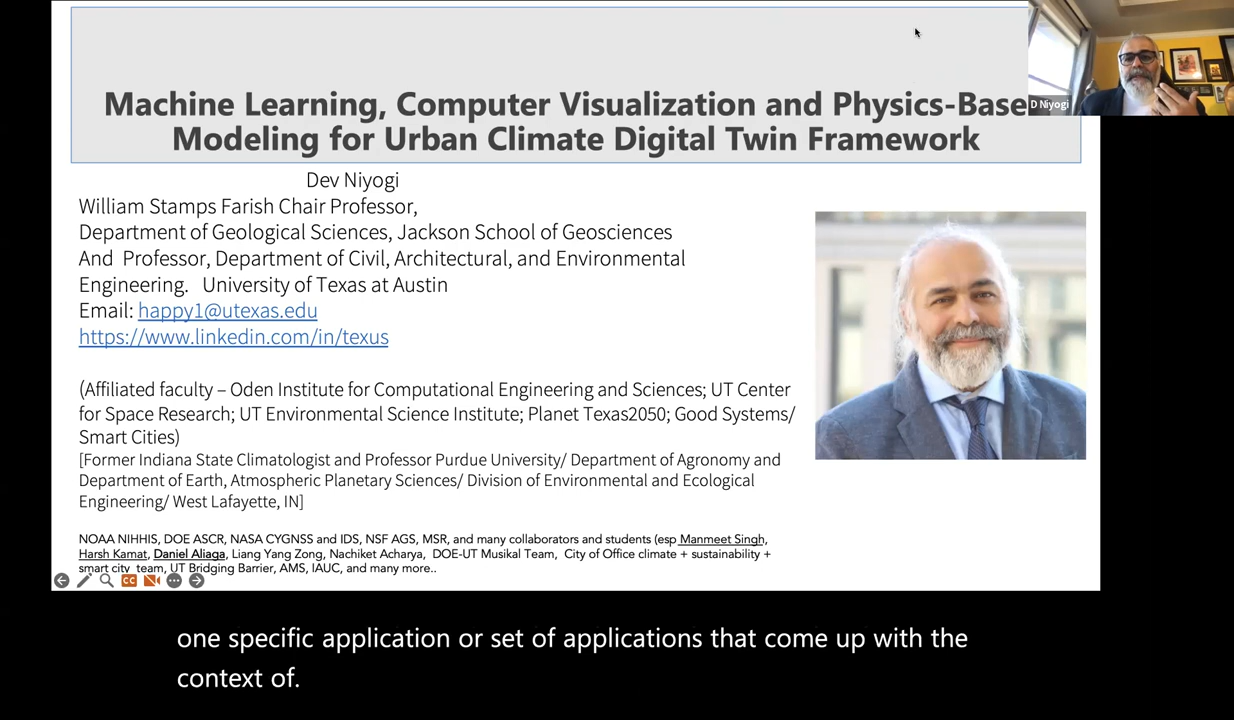 Machine Learning, Computer Visualization and Physics-Base
Modeling for Urban Climate Digital Twin Framework
D Niyogi
Dev Niyogi
William Stamps Farish Chair Professor,
Department of Geological Sciences, Jackson School of Geosciences
And Professor, Department of Civil, Architectural, and Environmental
Engineering. University of Texas at Austin
Email: happy1@utexas.edu
https://www.linkedin.com/in/texus
(Affiliated faculty – Oden Institute for Computational Engineering and Sciences; UT Center
for Space Research; UT Environmental Science Institute; Planet Texas2050; Good Systems/
Smart Cities)
[Former Indiana State Climatologist and Professor Purdue University/ Department of Agronomy and
Department of Earth, Atmospheric Planetary Sciences/ Division of Environmental and Ecological
Engineering/ West Lafayette, IN]
NOAA NIHHIS, DOE ASCR, NASA CYGNSS and IDS, NSF AGS, MSR, and many collaborators and students (esp Manmeet Singh,
Harsh Kamat, Daniel Aliaga, Liang Yang Zong, Nachiket Acharya, DOE-UT Musikal Team, City of Office climate + sustainability +
smart city team, UT Bridging Barrier, AMS, IAUC, and many more..
CC
one specific application or set of applications that come up with the
context of.